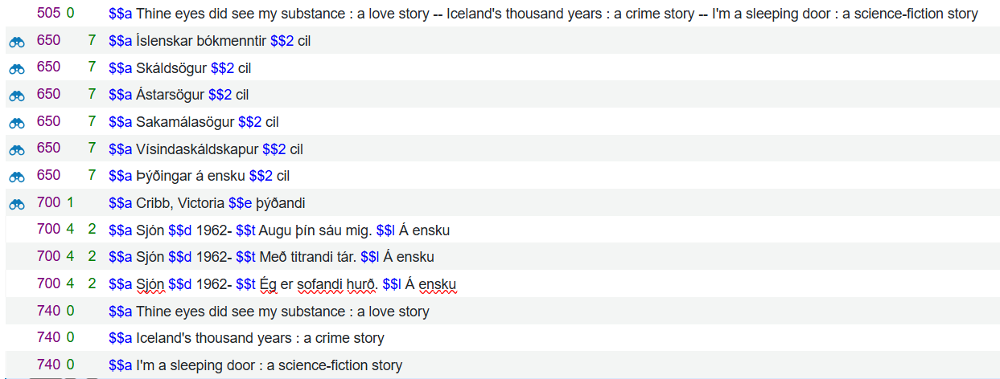 505 0 $$a Thine eyes did see my substance : a love story -- Iceland's thousand years : a crime story -- I'm a sleeping door : a science-fiction story
650 7 $$a Íslenskar bókmenntir $$2 cil
650 7 $$a Skáldsögur $$2 cil
650 7 $$a Ástarsögur $$2 cil
650 7 $$a Sakamálasögur $$2 cil
650 7 $$a Vísindaskáldskapur $$2 cil
650 7 $$a Þýðingar á ensku $$2 cil
700 1 $$a Cribb, Victoria $$e þýðandi
700 4 2 $$a Sjón $$d 1962- $$t Augu þín sáu mig. $$l Á ensku
700 4 2 $$a Sjón $$d 1962- $$t Með titrandi tár. $$l Á ensku
700 4 2 $$a Sjón $$d 1962- $$t Ég er sofandi hurð. $$l Á ensku
740 0 $$a Thine eyes did see my substance : a love story
740 0 $$a Iceland's thousand years : a crime story
740 0 $$a I'm a sleeping door : a science-fiction story